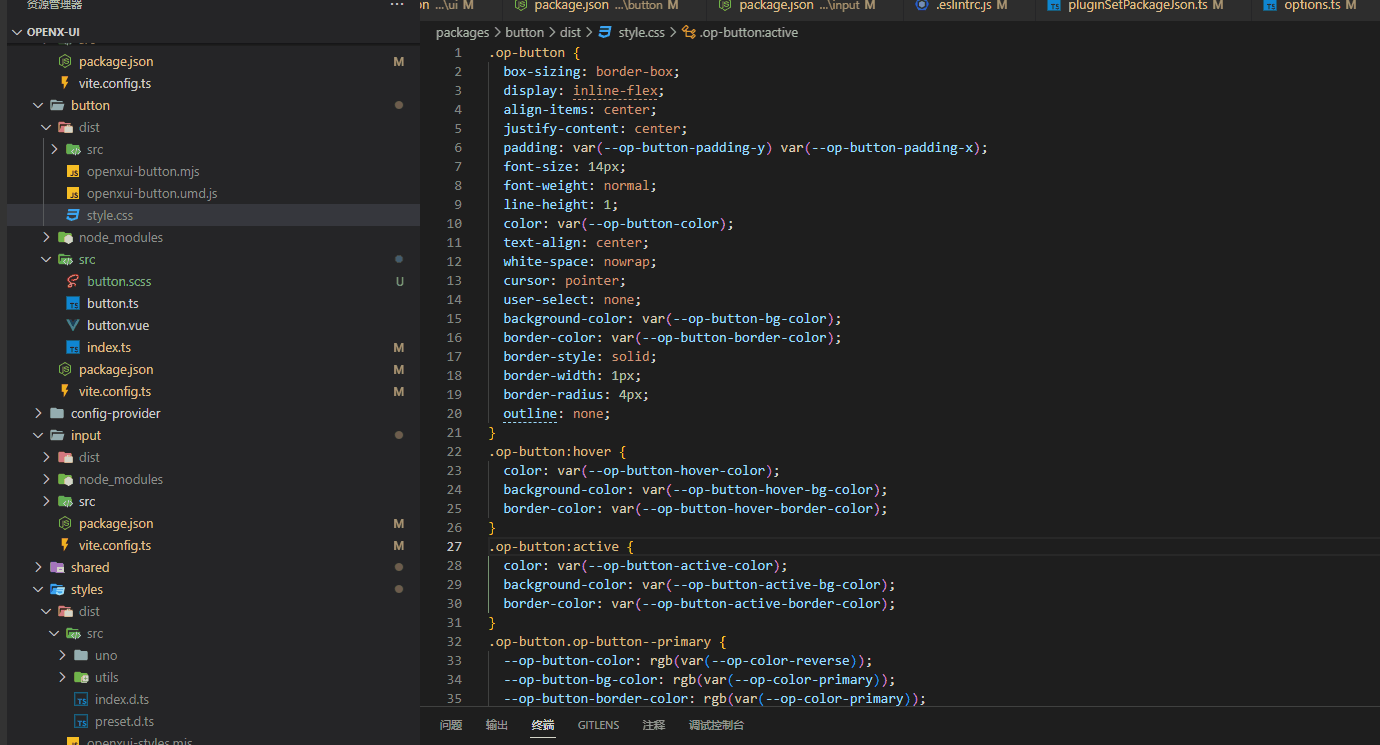 资源管理器 ···
on ...\ui M package.json ...\button M package.json ...\input M .eslintrc.js M pluginSetPackageJson.ts M options.ts M
OPENX-UI
package.json M
vite.config.ts
button
dist
src
openxui-button.mjs
openxui-button.umd.js
style.css
node_modules
src
button.scss U
button.ts
button.vue
index.ts M
package.json M
vite.config.ts M
config-provider
input
dist
node_modules
src
package.json M
vite.config.ts M
shared
styles
dist
src
uno
utils
index.d.ts
preset.d.ts
openxui-styles.mjs
packages > button > dist > style.css > .op-button:active
1 .op-button {
2 box-sizing: border-box;
3 display: inline-flex;
4 align-items: center;
5 justify-content: center;
6 padding: var(--op-button-padding-y) var(--op-button-padding-x);
7 font-size: 14px;
8 font-weight: normal;
9 line-height: 1;
10 color: var(--op-button-color);
11 text-align: center;
12 white-space: nowrap;
13 cursor: pointer;
14 user-select: none;
15 background-color: var(--op-button-bg-color);
16 border-color: var(--op-button-border-color);
17 border-style: solid;
18 border-width: 1px;
19 border-radius: 4px;
20 outline: none;
21 }
22 .op-button:hover {
23 color: var(--op-button-hover-color);
24 background-color: var(--op-button-hover-bg-color);
25 border-color: var(--op-button-hover-border-color);
26 }
27 .op-button:active {
28 color: var(--op-button-active-color);
29 background-color: var(--op-button-active-bg-color);
30 border-color: var(--op-button-active-border-color);
31 }
32 .op-button.op-button--primary {
33 --op-button-color: rgb(var(--op-color-reverse));
34 --op-button-bg-color: rgb(var(--op-color-primary));
35 --op-button-border-color: rgb(var(--op-color-primary));
问题 输出 终端 GITLENS 注释 调试控制台